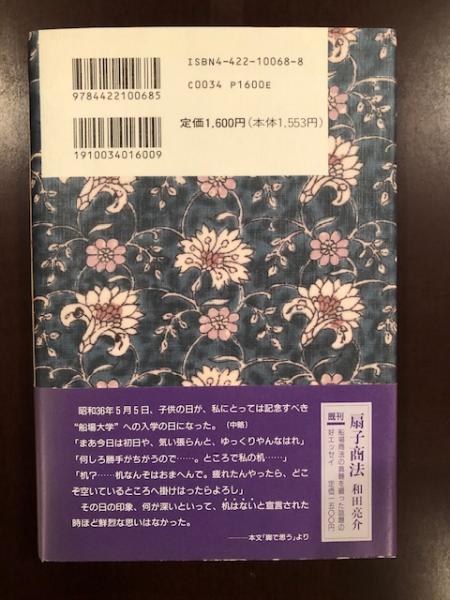 ISBN4-422-10068-8
C0034 P1600E
9784422100685
定価1,600円(本体1,553円)
1910034016009
昭和36年5月5日、子供の日が、私にとっては記念すべき
“船場大学”への入学の日になった。(中略)
「まあ今日は初日や、気い張らんと、ゆっくりやんなはれ」
「何しろ勝手がちがうので……。ところで私の机……」
「机?……机なんぞはおまへんで。疲れたんやったら、どこ
ぞ空いているところへ掛けはったらよろし」
その日の印象、何が深いといって、机はないと宣言された
時ほど鮮烈な思いはなかった。
——本文「脚で思う」より
既刊
扇子商法 和田亮介
船場商法の真髄を綴った話題の
好エッセイ 定価一五〇〇円